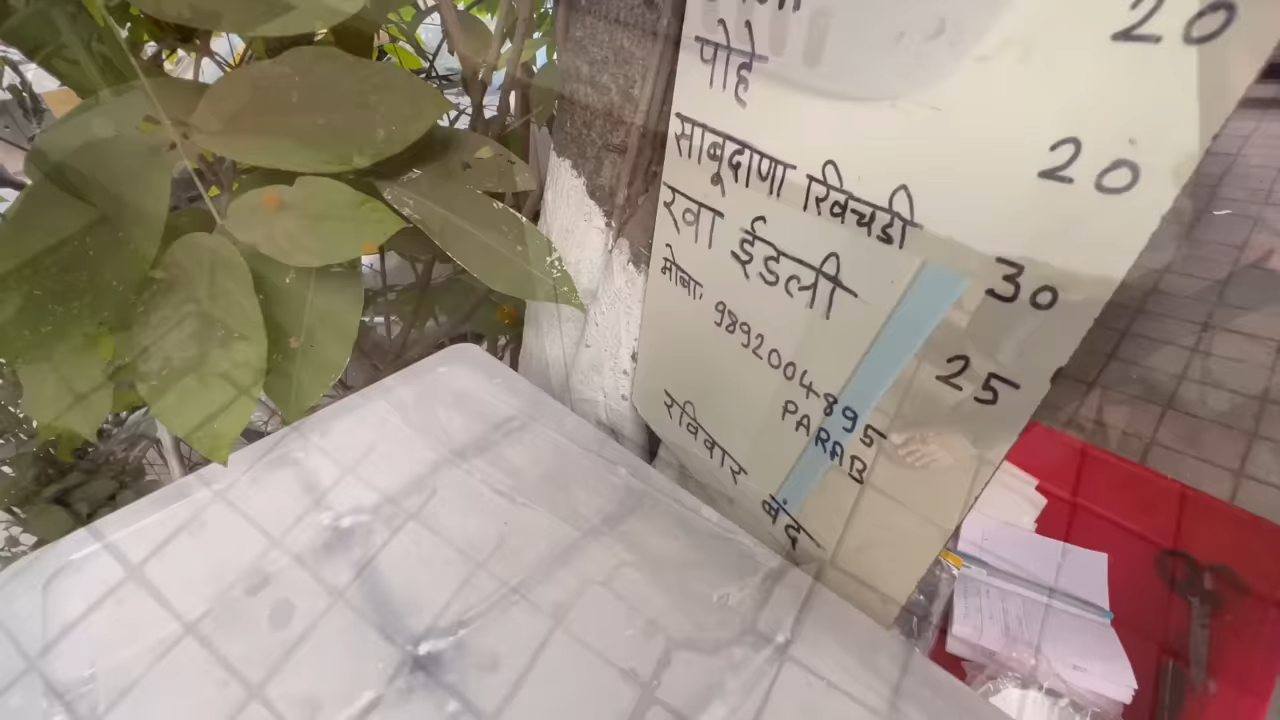 20
पोहे 20
साबूदाणा खिचडी 30
रवा ईडली 25
मोबा: 9892004895
PARAB
रविवार बंद